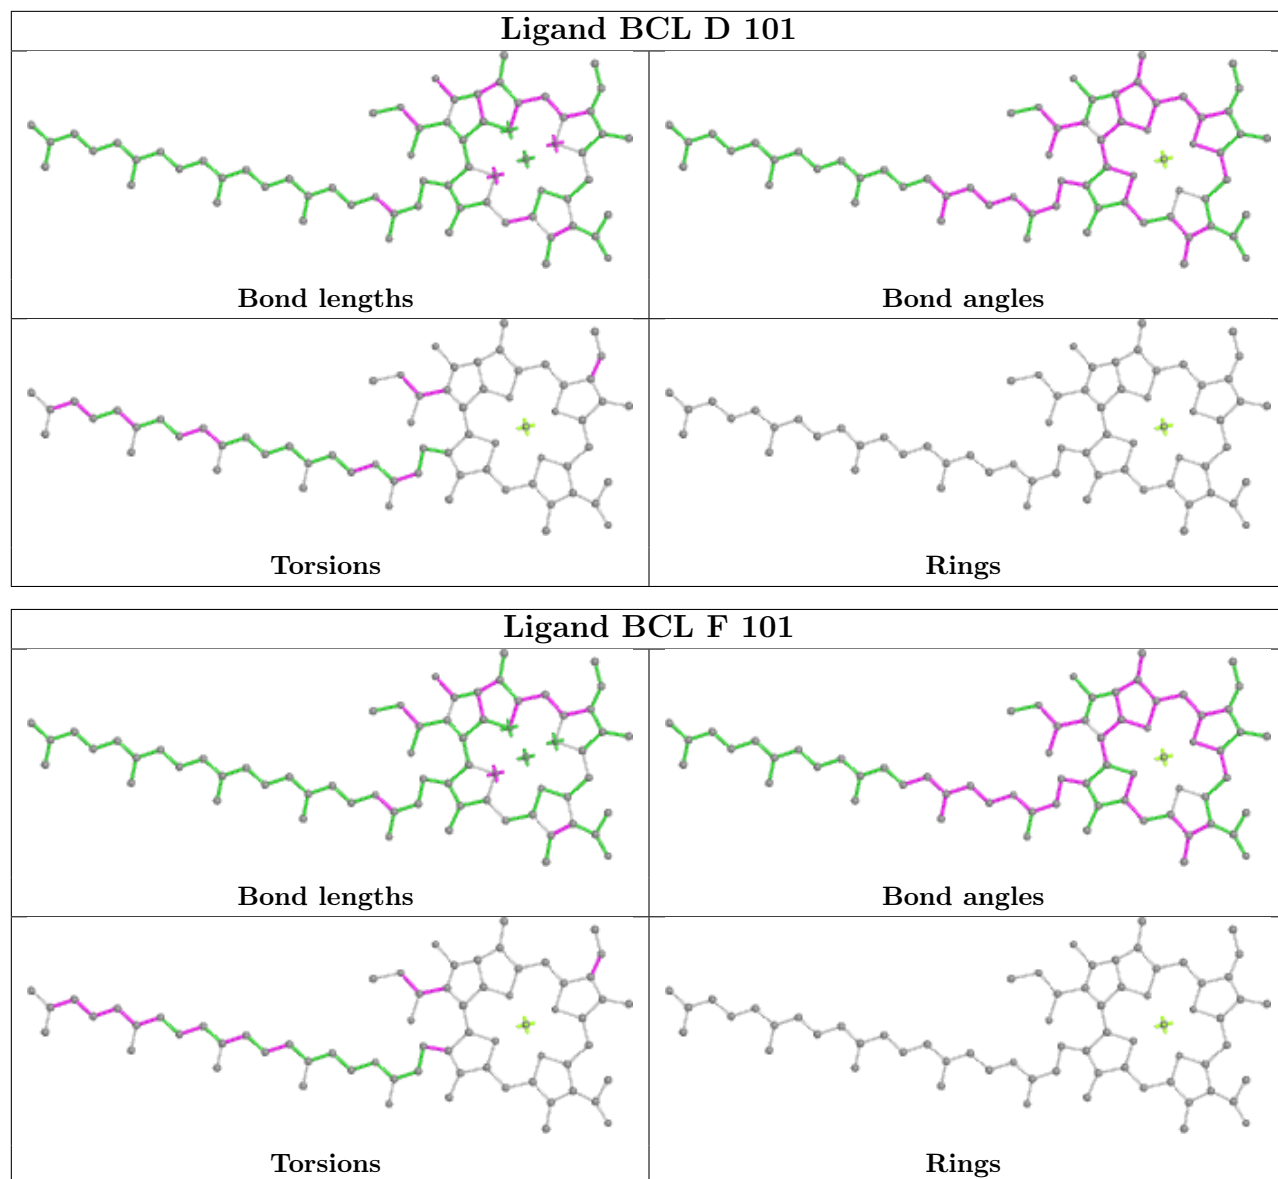 Ligand BCL D 101
Bond lengths
Bond angles
Torsions
Rings
Ligand BCL F 101
Bond lengths
Bond angles
Torsions
Rings